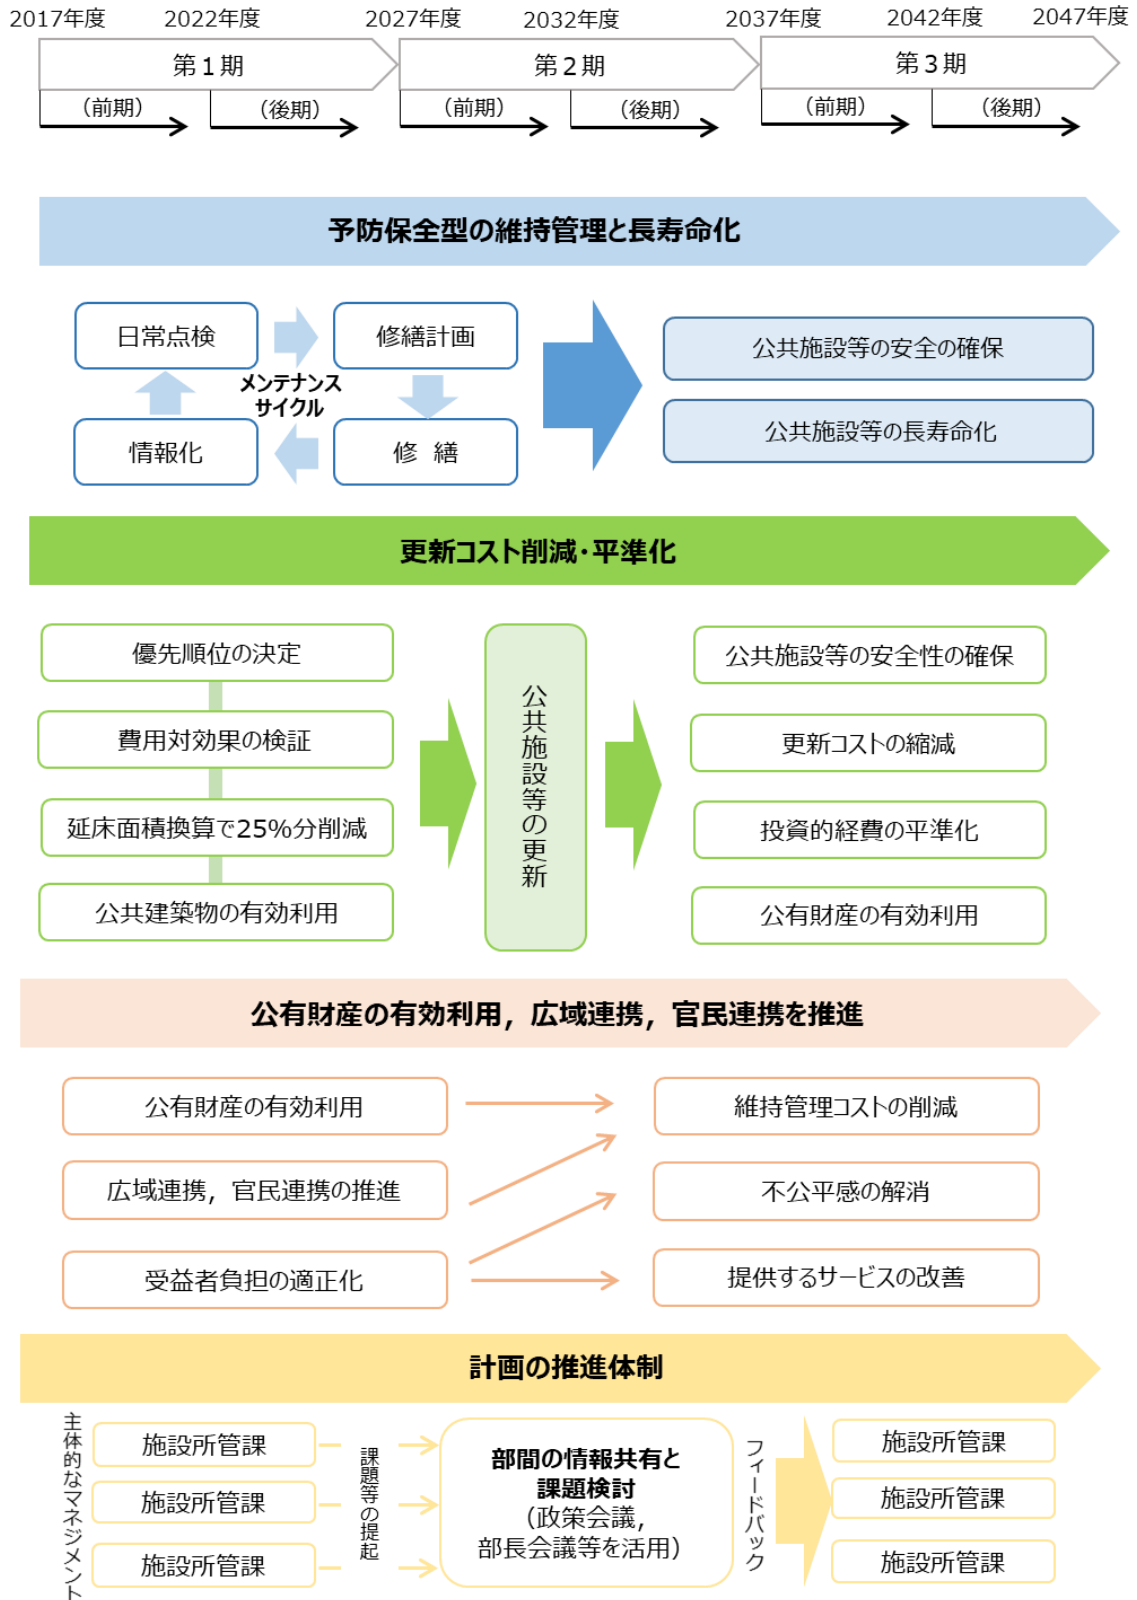 2017年度 2022年度 2027年度 2032年度 2037年度 2042年度 2047年度
第1期 第2期 第3期
(前期) (後期) (前期) (後期) (前期) (後期)
予防保全型の維持管理と長寿命化
日常点検 修繕計画
メンテナンス
サイクル
情報化 修 繕
公共施設等の安全の確保
公共施設等の長寿命化
更新コスト削減・平準化
優先順位の決定
費用対効果の検証
延床面積換算で25%分削減
公共建築物の有効利用
公共施設等の更新
公共施設等の安全性の確保
更新コストの縮減
投資的経費の平準化
公有財産の有効利用
公有財産の有効利用，広域連携，官民連携を推進
公有財産の有効利用
広域連携，官民連携の推進
受益者負担の適正化
維持管理コストの削減
不公平感の解消
提供するサービスの改善
計画の推進体制
主体的なマネジメント
施設所管課
施設所管課
施設所管課
課題等の提起
部間の情報共有と
課題検討
(政策会議,
部長会議等を活用)
フィードバック
施設所管課
施設所管課
施設所管課